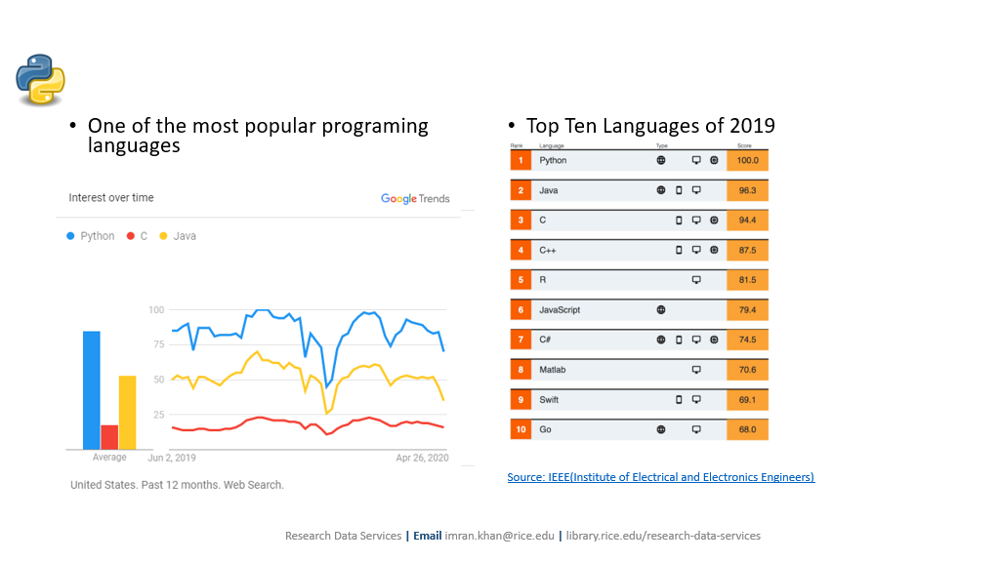 • One of the most popular programing
languages
Interest over time
Google Trends
Python C Java
100
75
50
25
Average
Jun 2, 2019
Apr 26, 2020
United States. Past 12 months. Web Search.
• Top Ten Languages of 2019
Rank Language Type Score
1 Python 100.0
2 Java 96.3
3 C 94.4
4 C++ 87.5
5 R 81.5
6 JavaScript 79.4
7 C# 74.5
8 Matlab 70.6
9 Swift 69.1
10 Go 68.0
Source: IEEE(Institute of Electrical and Electronics Engineers)
Research Data Services | Email imran.khan@rice.edu | library.rice.edu/research-data-services